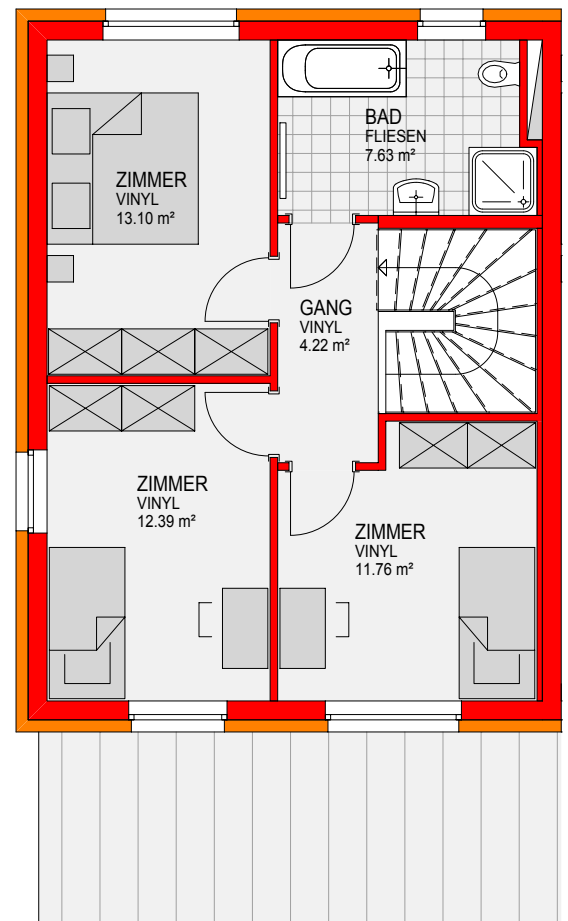 BAD
FLIESEN
7.63 m²
ZIMMER
VINYL
13.10 m²
GANG
VINYL
4.22 m²
ZIMMER
VINYL
12.39 m²
ZIMMER
VINYL
11.76 m²